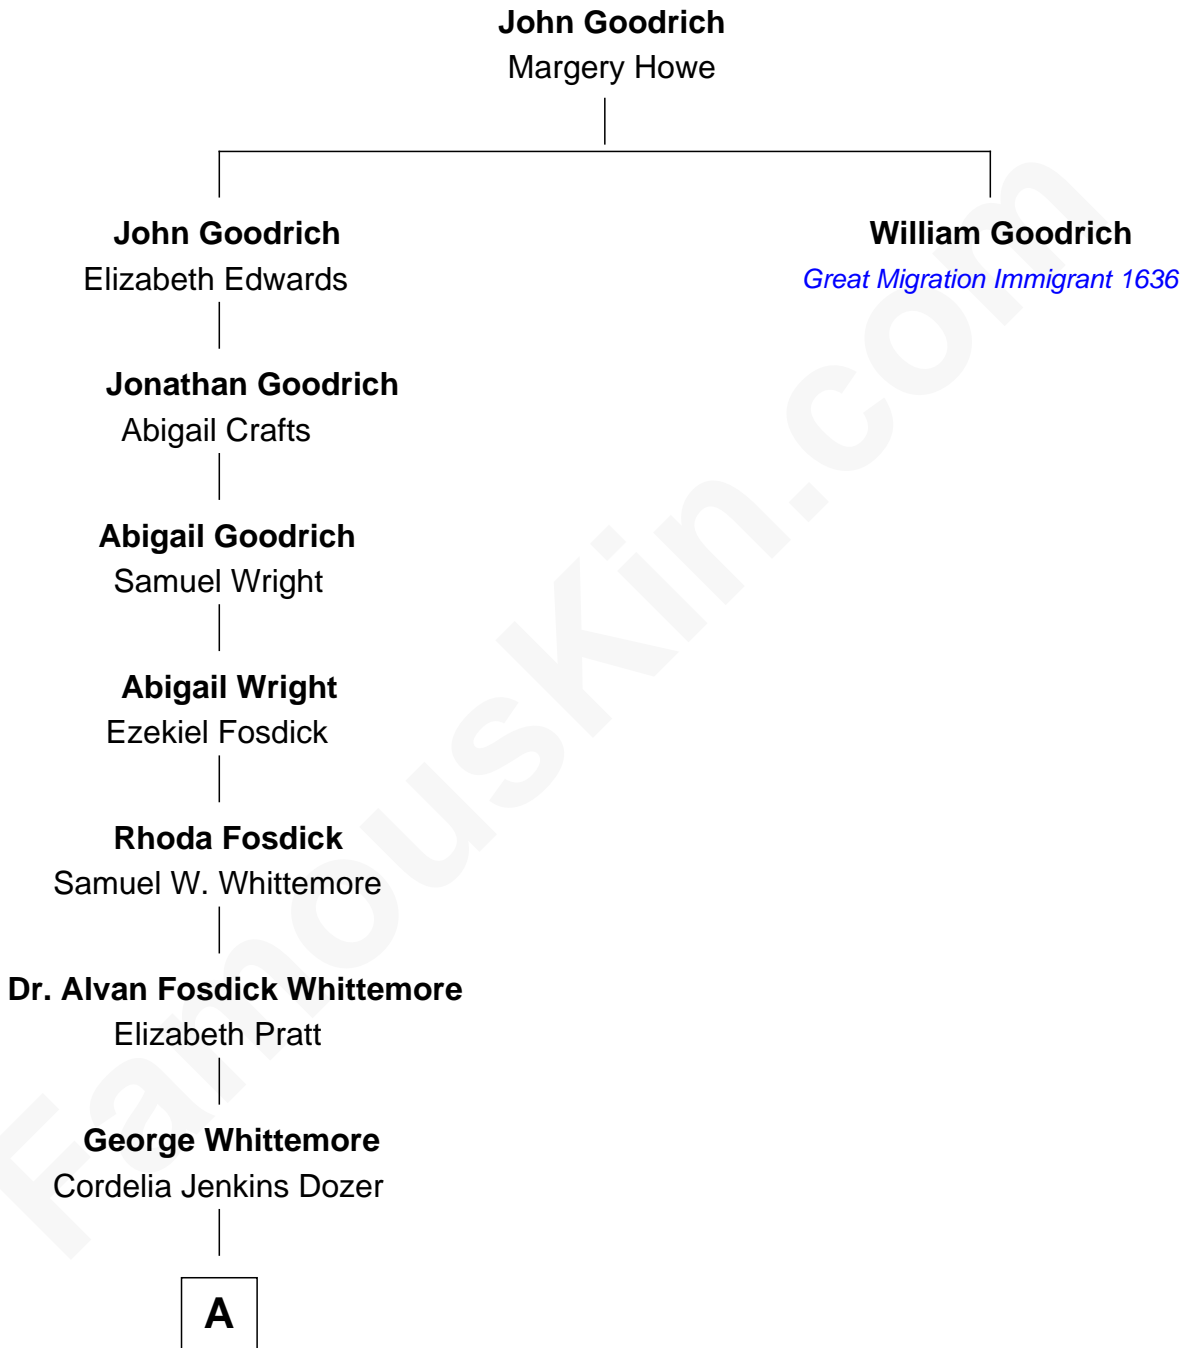 John Goodrich
Margery Howe
John Goodrich
Elizabeth Edwards
William Goodrich
Great Migration Immigrant 1636
Jonathan Goodrich
Abigail Crafts
Abigail Goodrich
Samuel Wright
Abigail Wright
Ezekiel Fosdick
Rhoda Fosdick
Samuel W. Whittemore
Dr. Alvan Fosdick Whittemore
Elizabeth Pratt
George Whittemore
Cordelia Jenkins Dozer
A
FamousKin.com